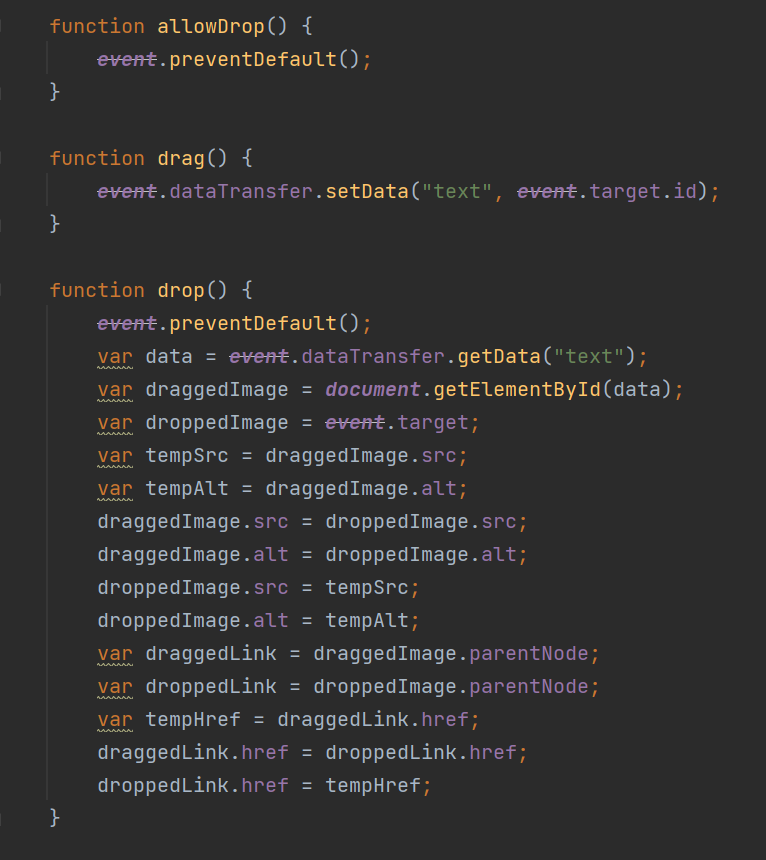 function allowDrop() {
    event.preventDefault();
}

function drag() {
    event.dataTransfer.setData("text", event.target.id);
}

function drop() {
    event.preventDefault();
    var data = event.dataTransfer.getData("text");
    var draggedImage = document.getElementById(data);
    var droppedImage = event.target;
    var tempSrc = draggedImage.src;
    var tempAlt = draggedImage.alt;
    draggedImage.src = droppedImage.src;
    draggedImage.alt = droppedImage.alt;
    droppedImage.src = tempSrc;
    droppedImage.alt = tempAlt;
    var draggedLink = draggedImage.parentNode;
    var droppedLink = droppedImage.parentNode;
    var tempHref = draggedLink.href;
    draggedLink.href = droppedLink.href;
    droppedLink.href = tempHref;
}